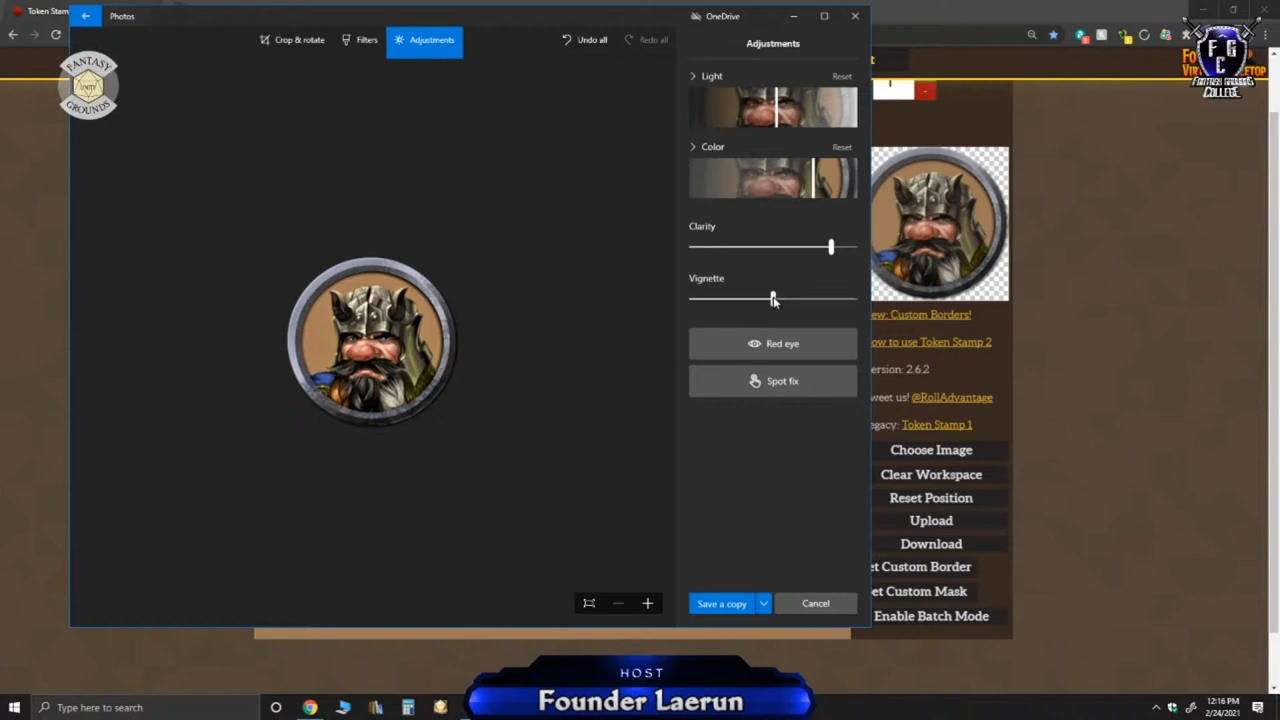 Token Stam
Photos
OneDrive
Crop & rotate
Filters
Adjustments
Undo all
Redo all
Adjustments
Light
Reset
Color
Reset
Clarity
Vignette
Red eye
Spot fix
Save a copy
Cancel
FANTASY
UNITY
GROUNDS
FGC
FANTASY GROUNDS
COLLEGE
ew: Custom Borders!
ow to use Token Stamp 2
ersion: 2.6.2
weet us! @RollAdvantage
egacy: Token Stamp 1
Choose Image
Clear Workspace
Reset Position
Upload
Download
et Custom Border
et Custom Mask
Enable Batch Mode
HOST
Founder Laerun
Type here to search
12:16 PM
2/24/2021